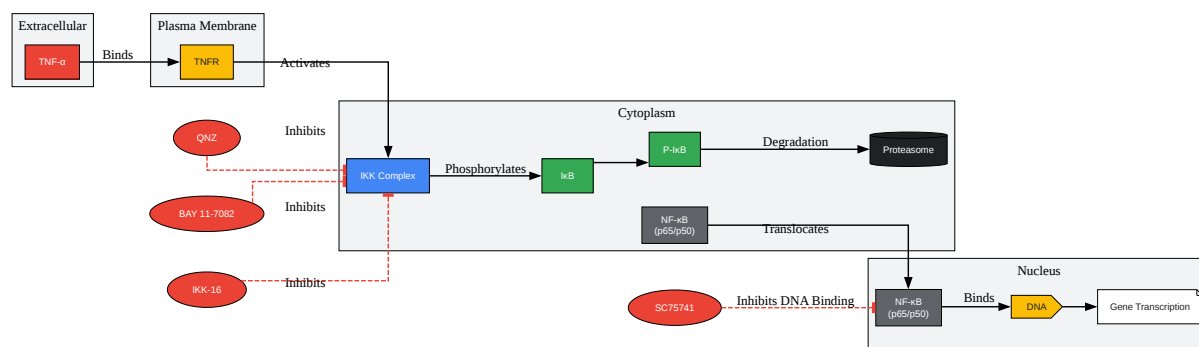 Extracellular
Plasma Membrane
TNF-α
Binds
TNFR
Activates
Cytoplasm
QNZ
Inhibits
IKK Complex
Phosphorylates
IκB
P-IκB
Degradation
Proteasome
BAY 11-7082
Inhibits
NF-κB
(p65/p50)
Translocates
IKK-16
Inhibits
Nucleus
SC75741
Inhibits DNA Binding
NF-κB
(p65/p50)
Binds
DNA
Gene Transcription